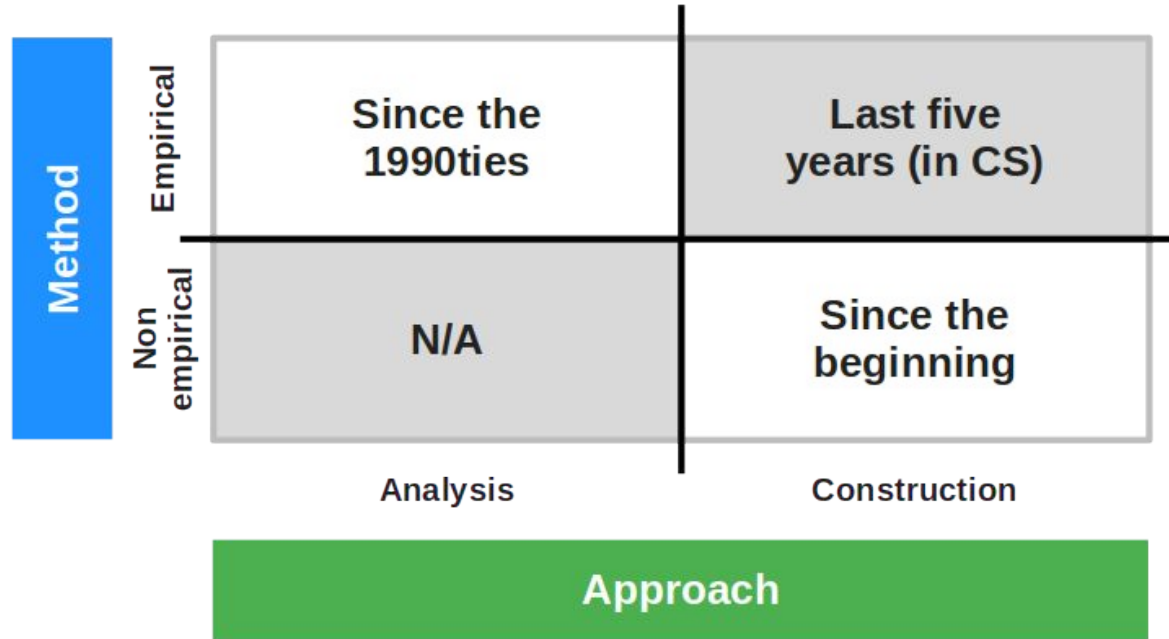 Method
Empirical
Since the
1990ties
Last five
years (in CS)
Non
empirical
N/A
Since the
beginning
Analysis
Construction
Approach